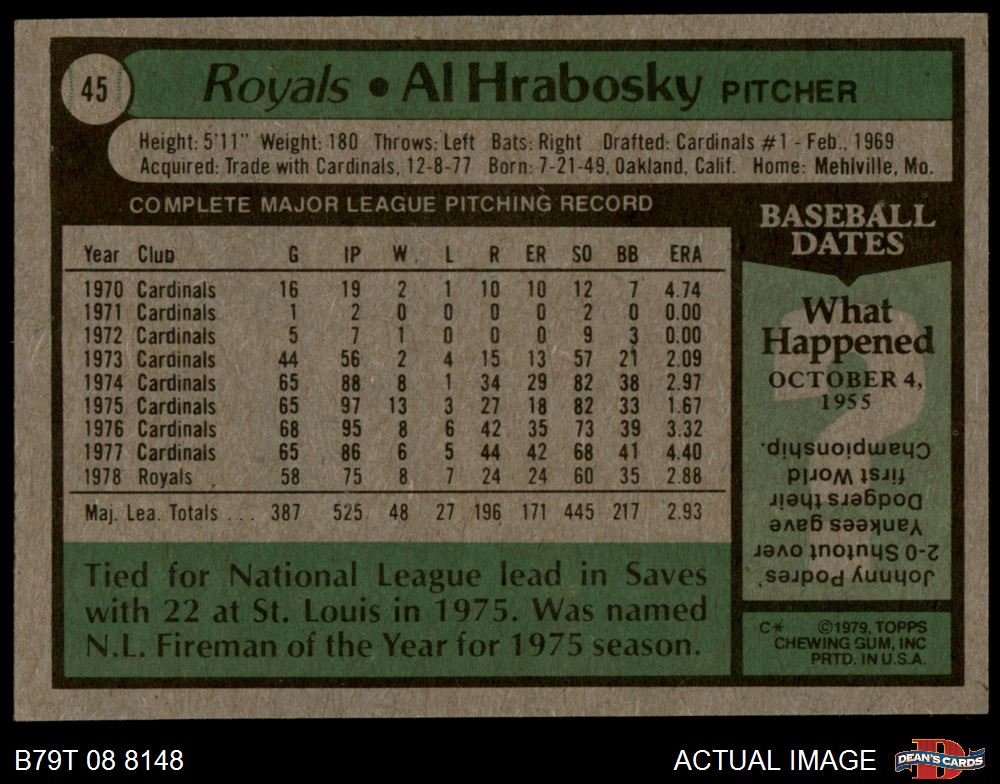 45
Royals • Al Hrabosky PITCHER
Height: 5'11" Weight: 180 Throws: Left Bats: Right Drafted: Cardinals #1 - Feb., 1969
Acquired: Trade with Cardinals, 12-8-77 Born: 7-21-49, Oakland, Calif. Home: Mehlville, Mo.
COMPLETE MAJOR LEAGUE PITCHING RECORD
Year Club G IP W L R ER SO BB ERA
1970 Cardinals 16 19 2 1 10 10 12 7 4.74
1971 Cardinals 1 2 0 0 0 0 2 0 0.00
1972 Cardinals 5 7 1 0 0 0 9 3 0.00
1973 Cardinals 44 56 2 4 15 13 57 21 2.09
1974 Cardinals 65 88 8 1 34 29 82 38 2.97
1975 Cardinals 65 97 13 3 27 18 82 33 1.67
1976 Cardinals 68 95 8 6 42 35 73 39 3.32
1977 Cardinals 65 86 6 5 44 42 68 41 4.40
1978 Royals 58 75 8 7 24 24 60 35 2.88
Maj. Lea. Totals ... 387 525 48 27 196 171 445 217 2.93
Tied for National League lead in Saves
with 22 at St. Louis in 1975. Was named
N.L. Fireman of the Year for 1975 season.
BASEBALL
DATES
What
Happened
OCTOBER 4,
1955
Johnny Podres'
2-0 Shutout over
Yankees gave
Dodgers their
first World
Championship.
C* ©1979, TOPPS
CHEWING GUM, INC
PRTD. IN U.S.A.
B79T 08 8148
ACTUAL IMAGE
D
DEAN'S CARDS